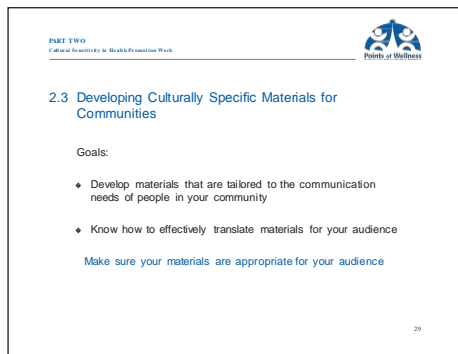 PART TWO
Cultural Sensitivity in Health Promotion Work
Points of Wellness
2.3 Developing Culturally Specific Materials for
Communities
Goals:
♦ Develop materials that are tailored to the communication
needs of people in your community
♦ Know how to effectively translate materials for your audience
Make sure your materials are appropriate for your audience
29